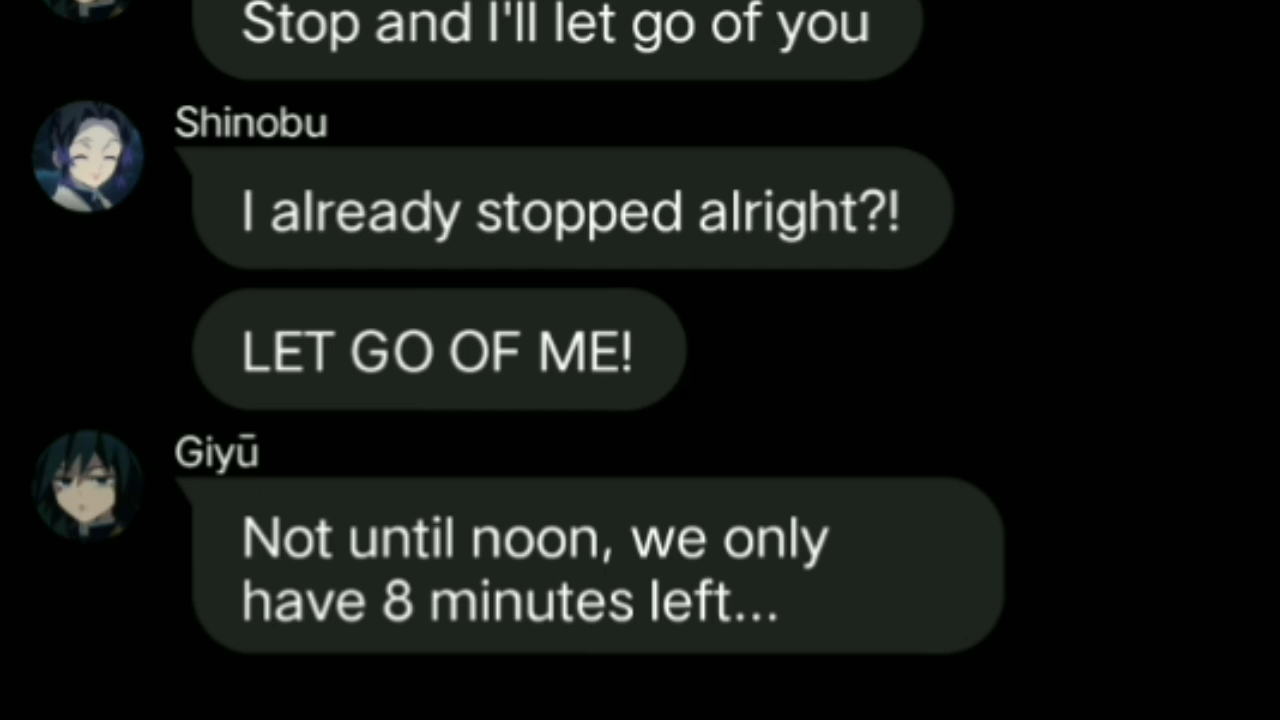 Stop and I'll let go of you
Shinobu
I already stopped alright?!
LET GO OF ME!
Giyū
Not until noon, we only
have 8 minutes left...